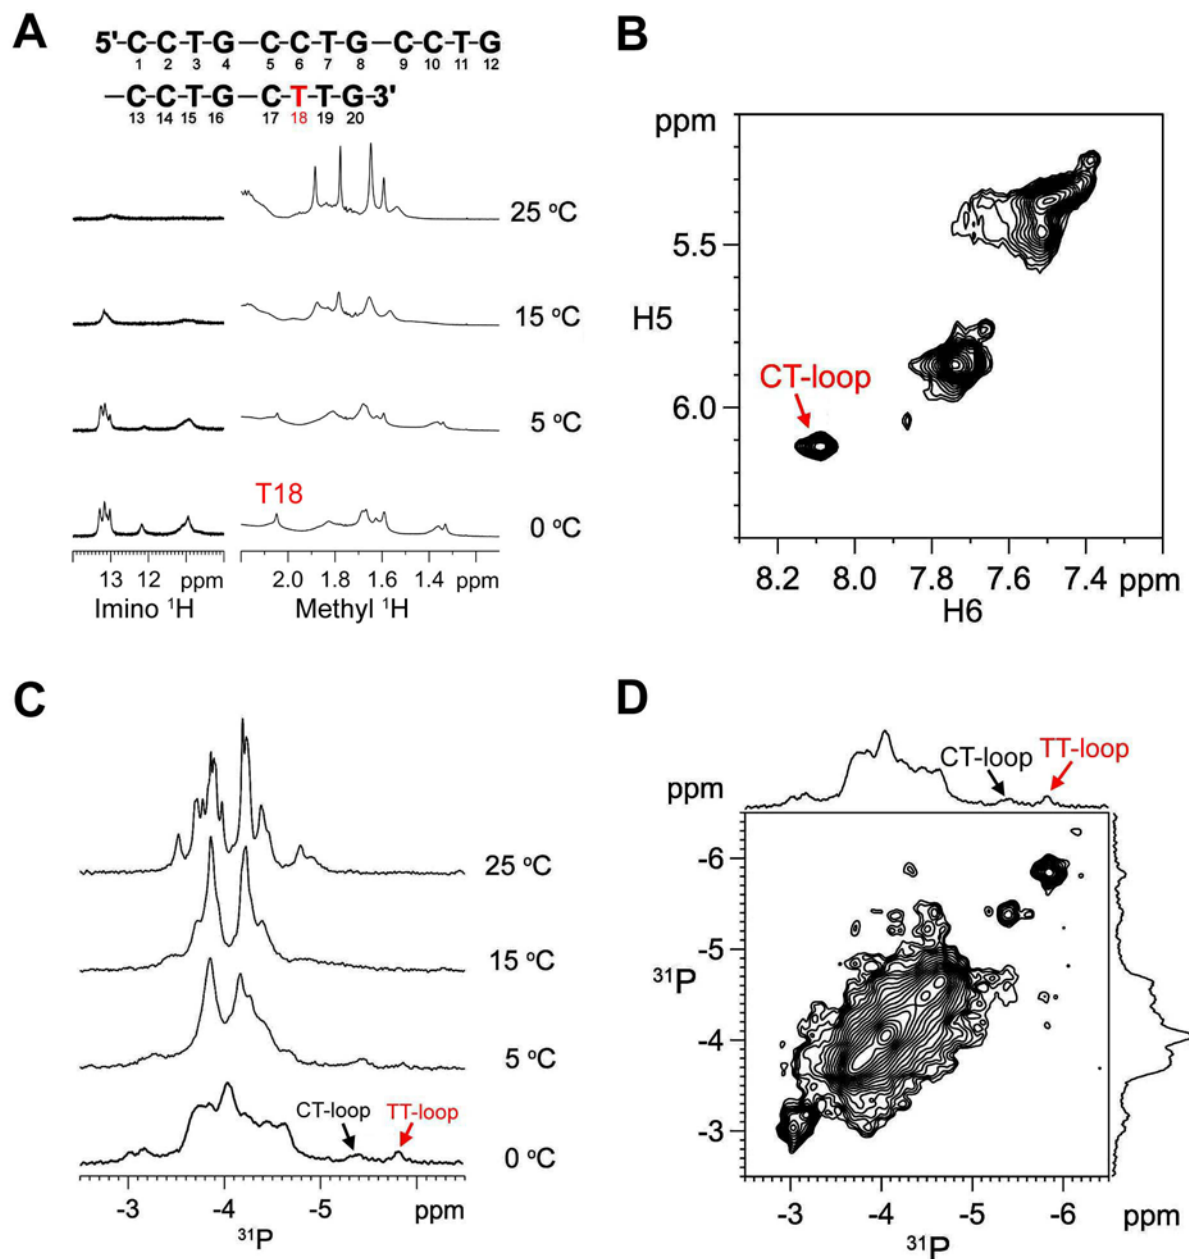 A
5'-C-C-T-G-C-C-T-G-C-C-T-G
1 2 3 4 5 6 7 8 9 10 11 12
-C-C-T-G-C-T-T-G-3'
13 14 15 16 17 18 19 20
25 °C
15 °C
5 °C
T18
0 °C
13 12 ppm
2.0 1.8 1.6 1.4 ppm
Imino ¹H
Methyl ¹H
B
ppm
5.5
H5
CT-loop
6.0
8.2 8.0 7.8 7.6 7.4 ppm
H6
C
25 °C
15 °C
5 °C
CT-loop
TT-loop
0 °C
-3 -4 -5 ppm
³¹P
D
CT-loop
TT-loop
ppm
-6
-5
³¹P
-4
-3
-3 -4 -5 -6 ppm
³¹P